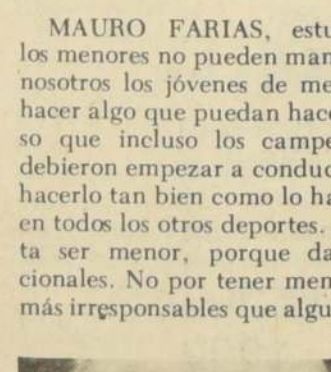 MAURO FARIAS, estu
los menores no pueden man
nosotros los jóvenes de me
hacer algo que puedan hace
so que incluso los campe
debieron empezar a conduc
hacerlo tan bien como lo ha
en todos los otros deportes.
ta ser menor, porque da
cionales. No por tener men
más irresponsables que algu